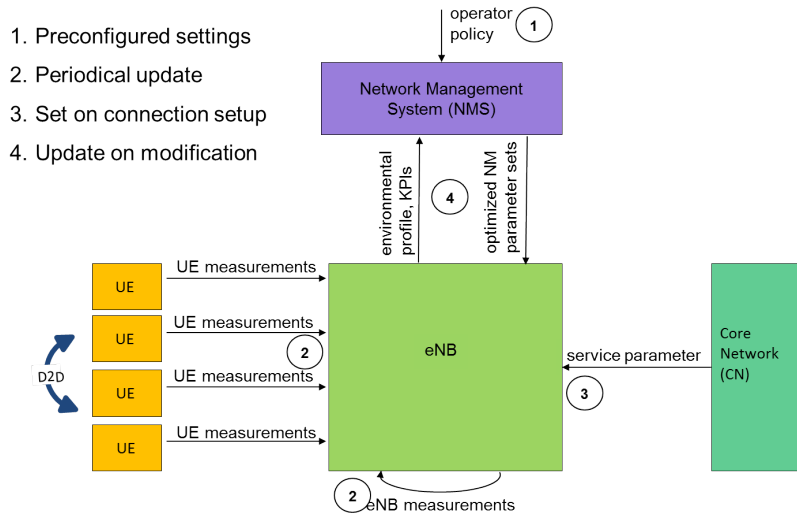 1. Preconfigured settings
2. Periodical update
3. Set on connection setup
4. Update on modification
operator
policy
1
Network Management
System (NMS)
environmental
profile, KPIs
4
optimized NM
parameter sets
UE
UE measurements
UE
UE measurements
2
D2D
UE
UE measurements
UE
UE measurements
eNB
service parameter
3
Core
Network
(CN)
2
eNB measurements